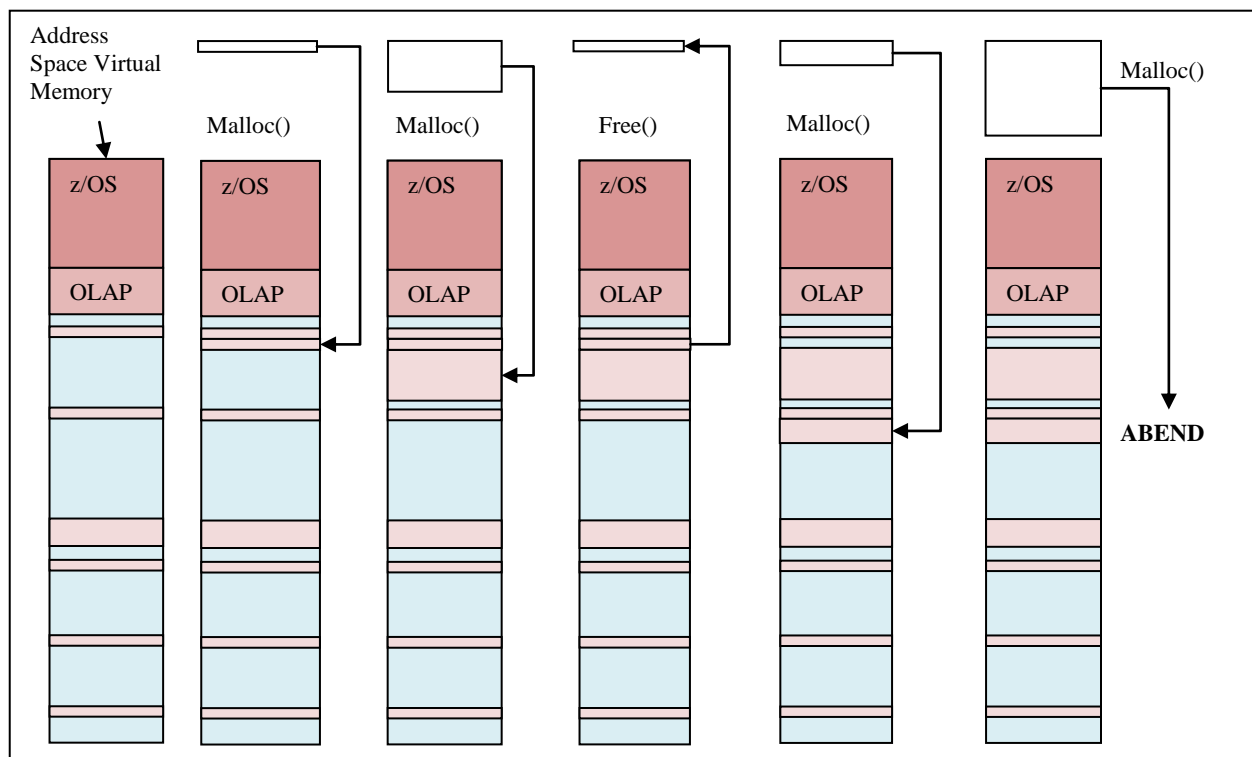 Address
Space Virtual
Memory
Malloc()
Malloc()
Free()
Malloc()
Malloc()
z/OS
z/OS
z/OS
z/OS
z/OS
z/OS
OLAP
OLAP
OLAP
OLAP
OLAP
OLAP
ABEND